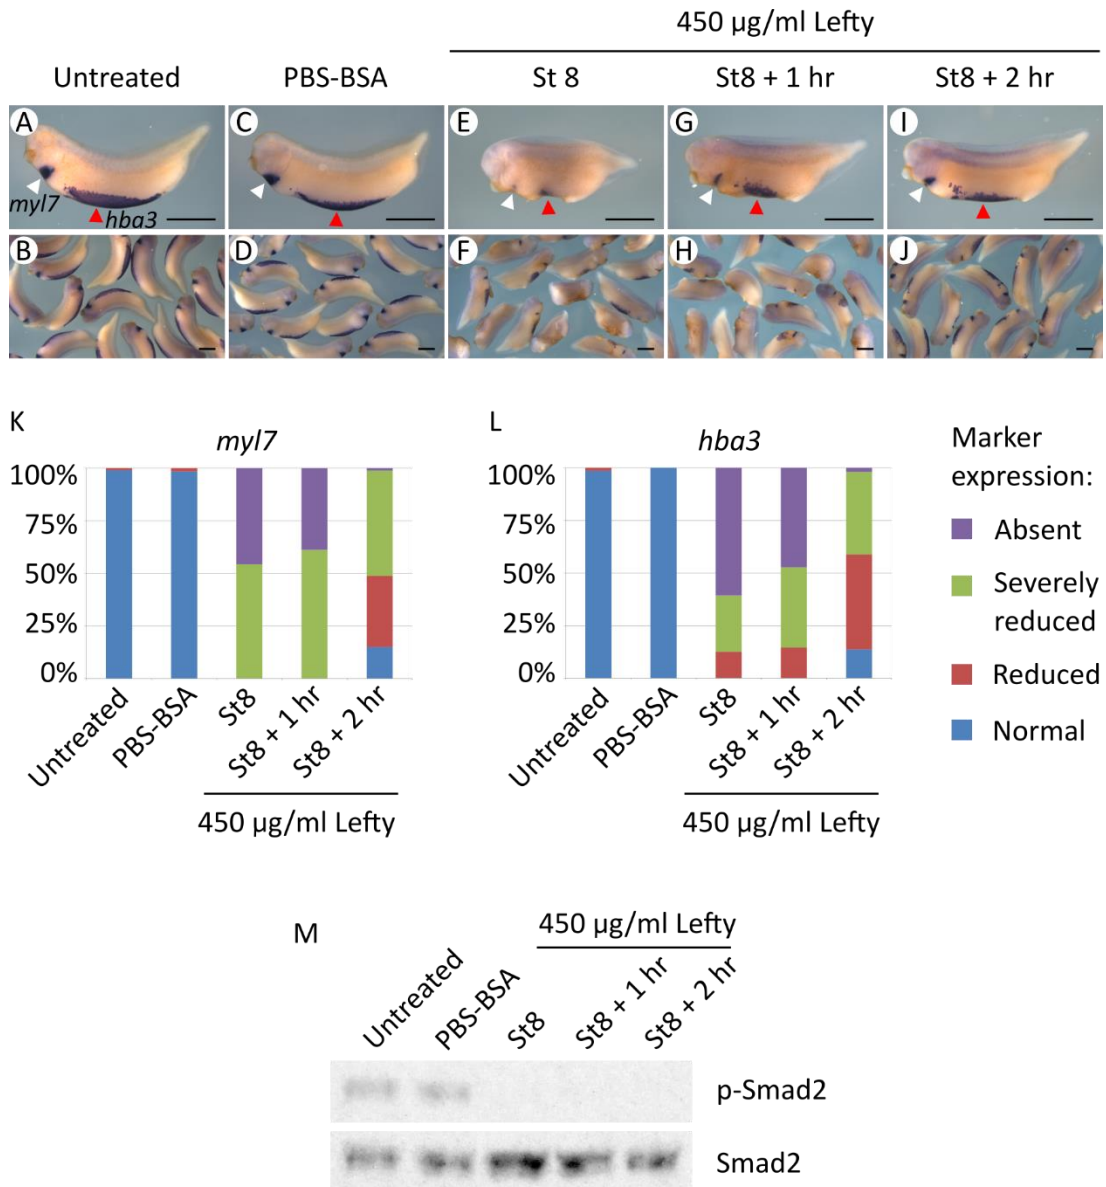 450 µg/ml Lefty
Untreated PBS-BSA St 8 St8 + 1 hr St8 + 2 hr
A C E G I
myl7
hba3
B D F H J
K L
myl7 hba3
100% 100%
75% 75%
50% 50%
25% 25%
0% 0%
Untreated PBS-BSA St8 St8 + 1 hr St8 + 2 hr
Untreated PBS-BSA St8 St8 + 1 hr St8 + 2 hr
450 µg/ml Lefty 450 µg/ml Lefty
Marker
expression:
Absent
Severely
reduced
Reduced
Normal
M
450 µg/ml Lefty
Untreated PBS-BSA St8 St8 + 1 hr St8 + 2 hr
p-Smad2
Smad2